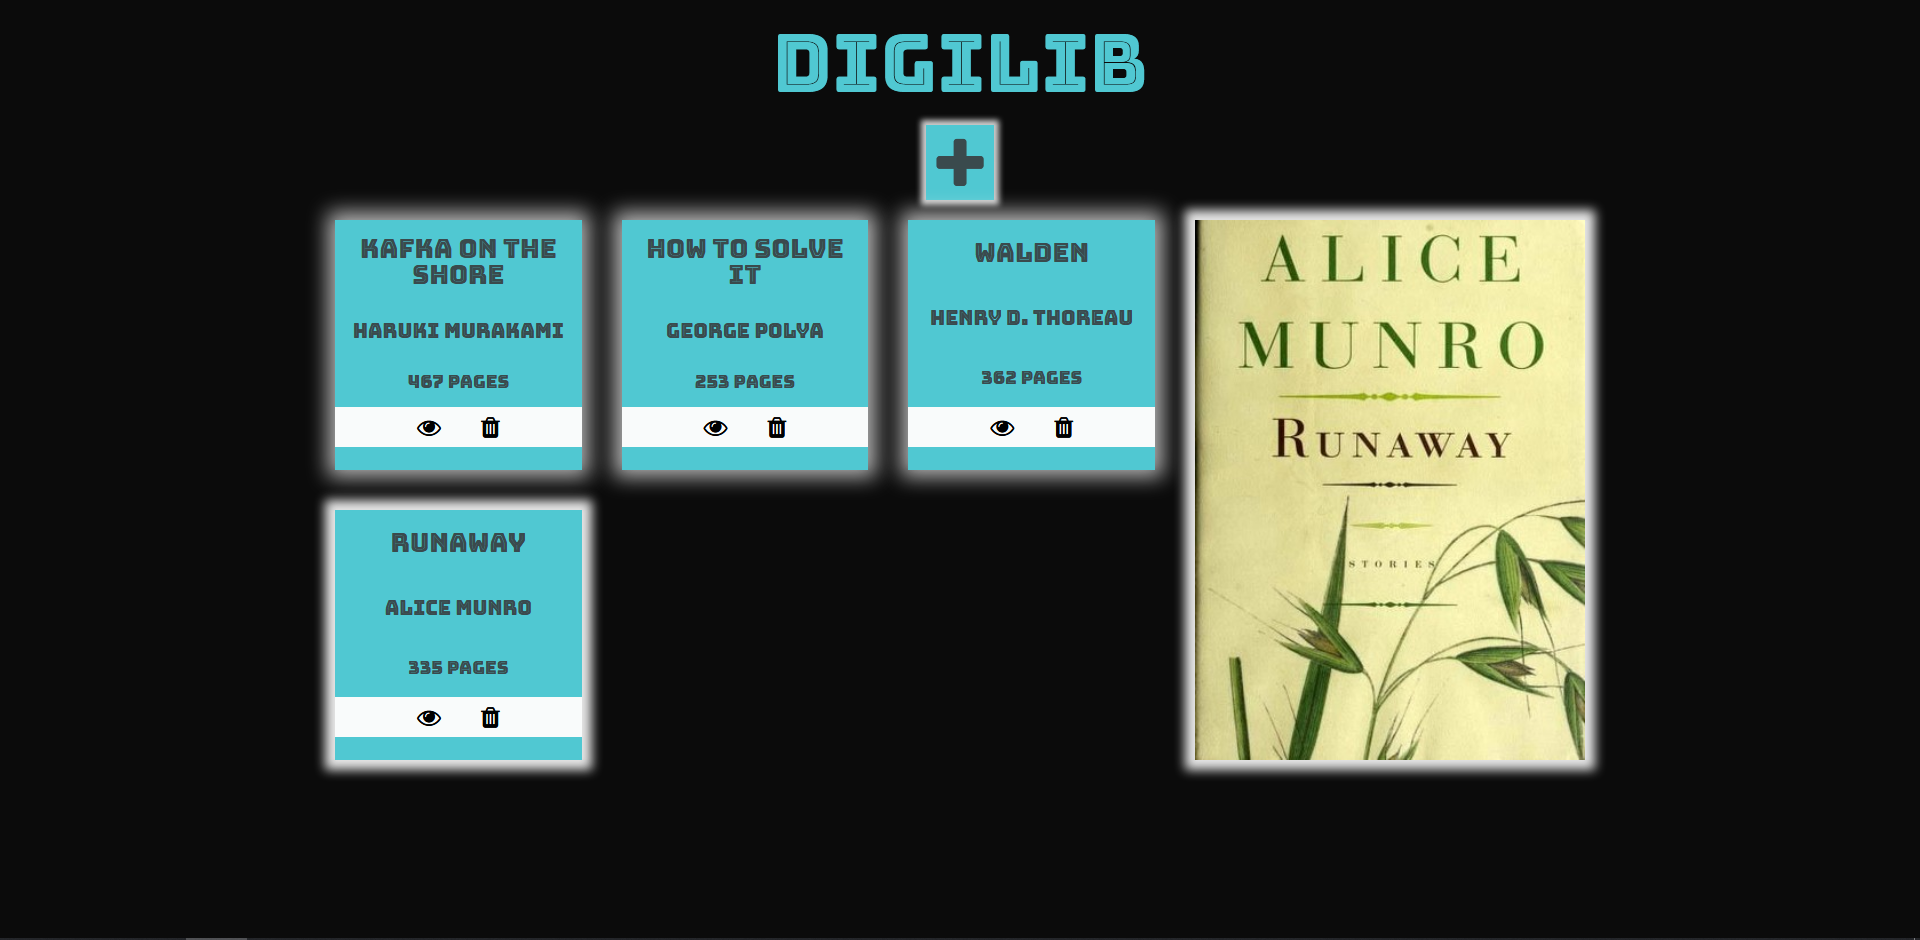 DIGILIB
KAFKA ON THE
SHORE
HARUKI MURAKAMI
467 PAGES
HOW TO SOLVE
IT
GEORGE POLYA
253 PAGES
WALDEN
HENRY D. THOREAU
362 PAGES
RUNAWAY
ALICE MUNRO
335 PAGES
ALICE
MUNRO
RUNAWAY
STORIES